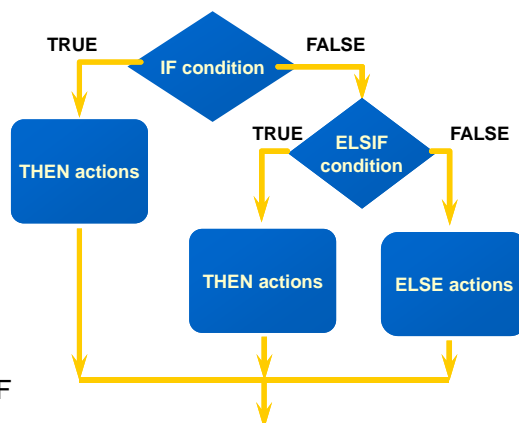 TRUE
FALSE
IF condition
TRUE
FALSE
ELSIF
condition
THEN actions
THEN actions
ELSE actions
F